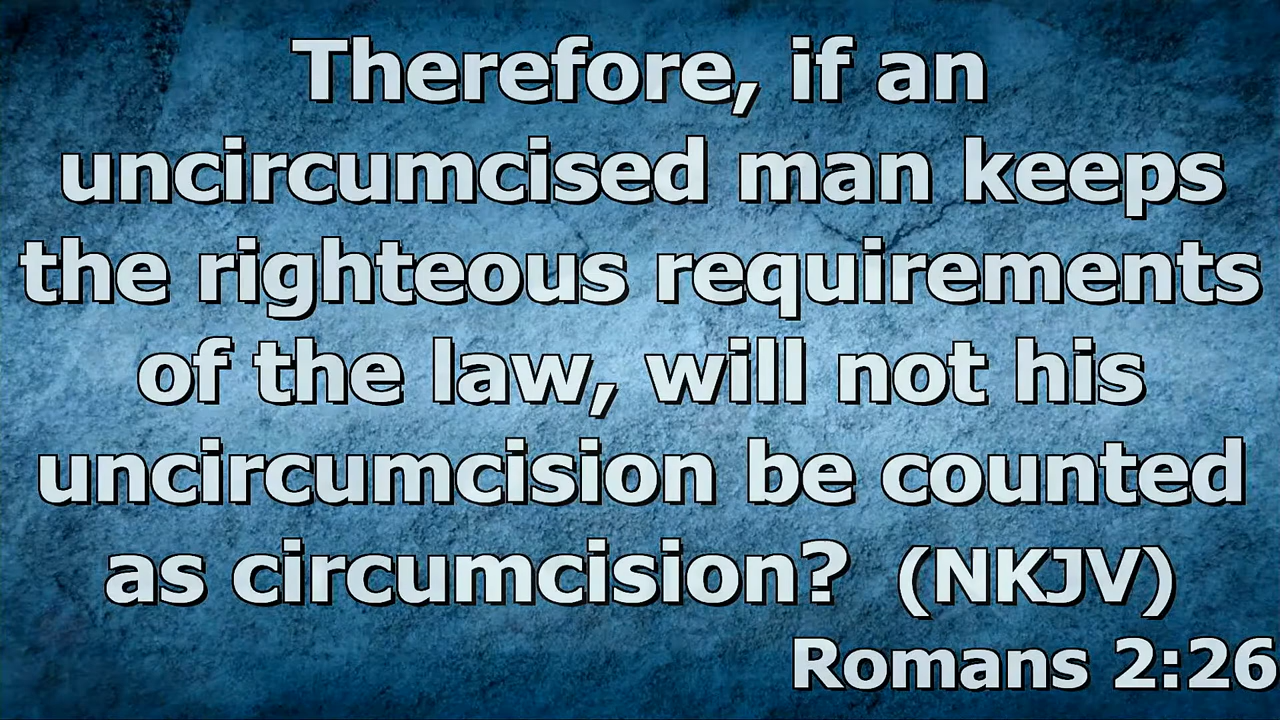 Therefore, if an
uncircumcised man keeps
the righteous requirements
of the law, will not his
uncircumcision be counted
as circumcision? (NKJV)
Romans 2:26